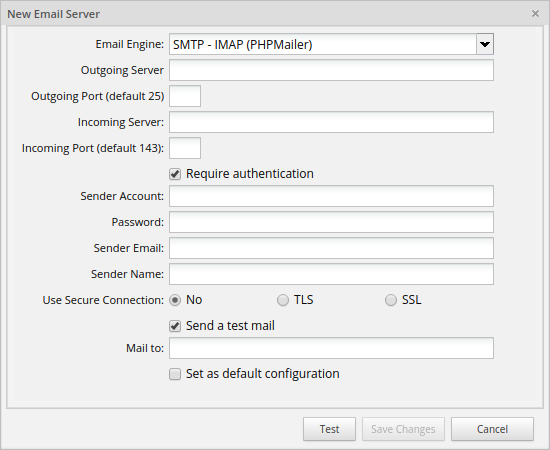 New Email Server
Email Engine: SMTP - IMAP (PHPMailer)
Outgoing Server
Outgoing Port (default 25)
Incoming Server:
Incoming Port (default 143):
Require authentication
Sender Account:
Password:
Sender Email:
Sender Name:
Use Secure Connection: No TLS SSL
Send a test mail
Mail to:
Set as default configuration
Test Save Changes Cancel